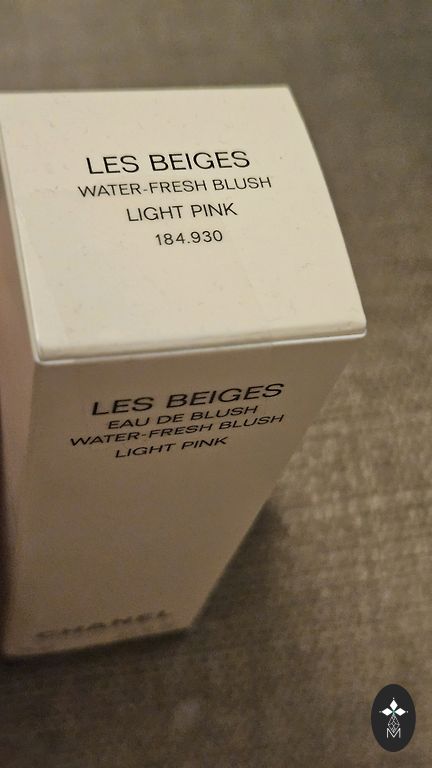 LES BEIGES
WATER-FRESH BLUSH
LIGHT PINK
184.930
LES BEIGES
EAU DE BLUSH
WATER-FRESH BLUSH
LIGHT PINK
CHANEL
M